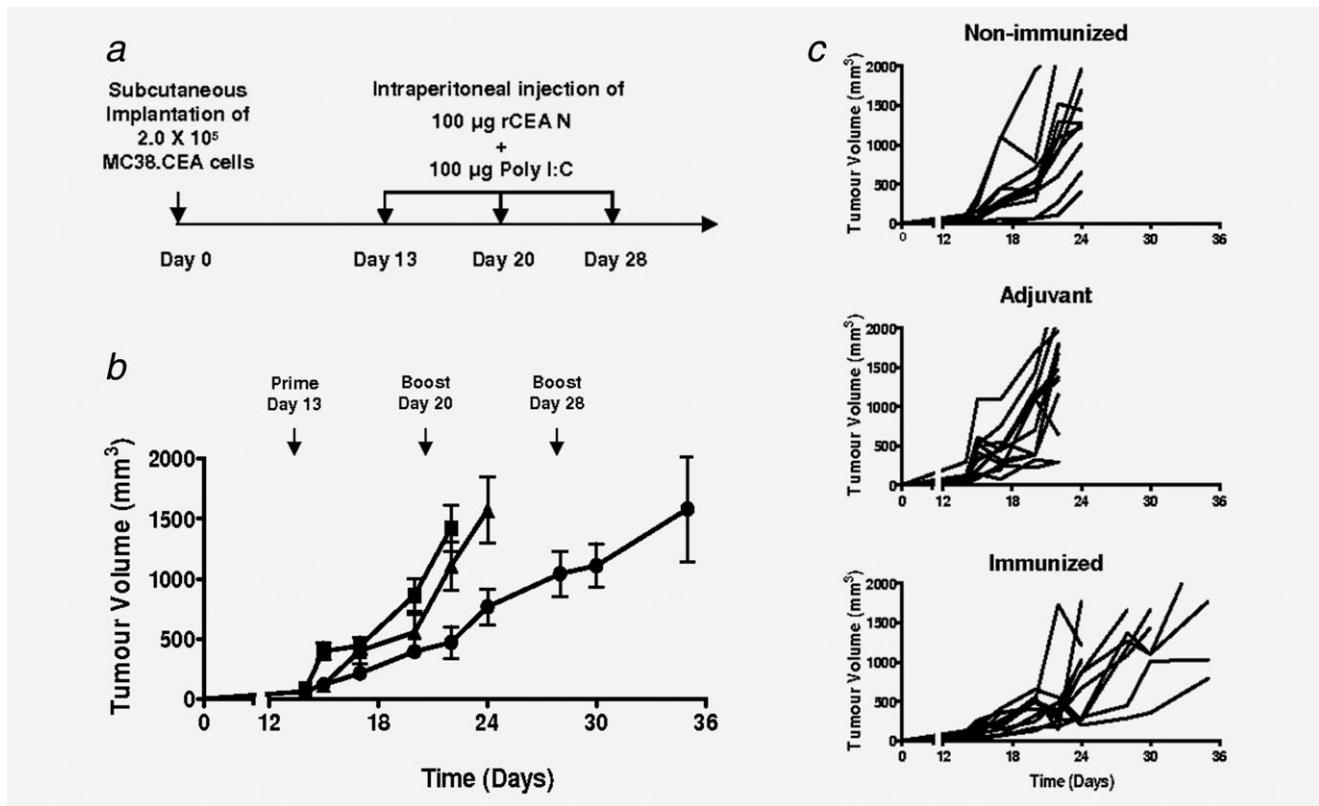 a
Subcutaneous
Implantation of
2.0 X 10⁵
MC38.CEA cells
Intraperitoneal injection of
100 µg rCEA N
+
100 µg Poly I:C
Day 0
Day 13
Day 20
Day 28
b
Prime
Day 13
Boost
Day 20
Boost
Day 28
Tumour Volume (mm³)
2000
1500
1000
500
0
0 12 18 24 30 36
Time (Days)
c
Non-immunized
Tumour Volume (mm³)
2000
1500
1000
500
0
0 12 18 24 30 36
Adjuvant
Tumour Volume (mm³)
2000
1500
1000
500
0
0 12 18 24 30 36
Immunized
Tumour Volume (mm³)
2000
1500
1000
500
0
0 12 18 24 30 36
Time (Days)